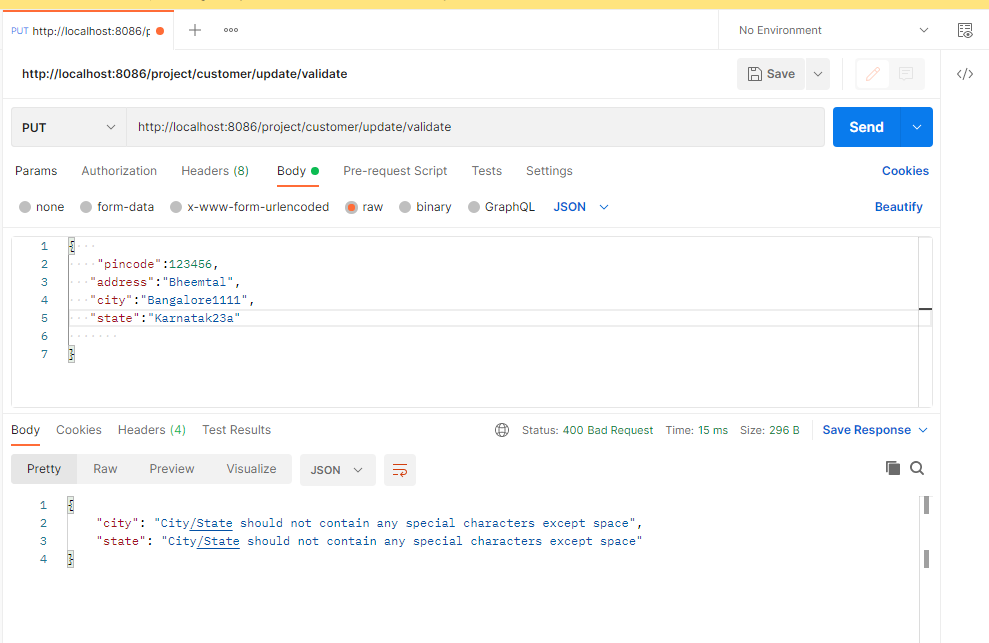 PUT http://localhost:8086/p
No Environment
http://localhost:8086/project/customer/update/validate
Save
PUT
http://localhost:8086/project/customer/update/validate
Send
Params Authorization Headers (8) Body Pre-request Script Tests Settings Cookies
none form-data x-www-form-urlencoded raw binary GraphQL JSON Beautify
1 {
2 "pincode":123456,
3 "address":"Bheemtal",
4 "city":"Bangalore1111",
5 "state":"Karnatak23a"
6
7 }
Body Cookies Headers (4) Test Results Status: 400 Bad Request Time: 15 ms Size: 296 B Save Response
Pretty Raw Preview Visualize JSON
1 {
2 "city": "City/State should not contain any special characters except space",
3 "state": "City/State should not contain any special characters except space"
4 }